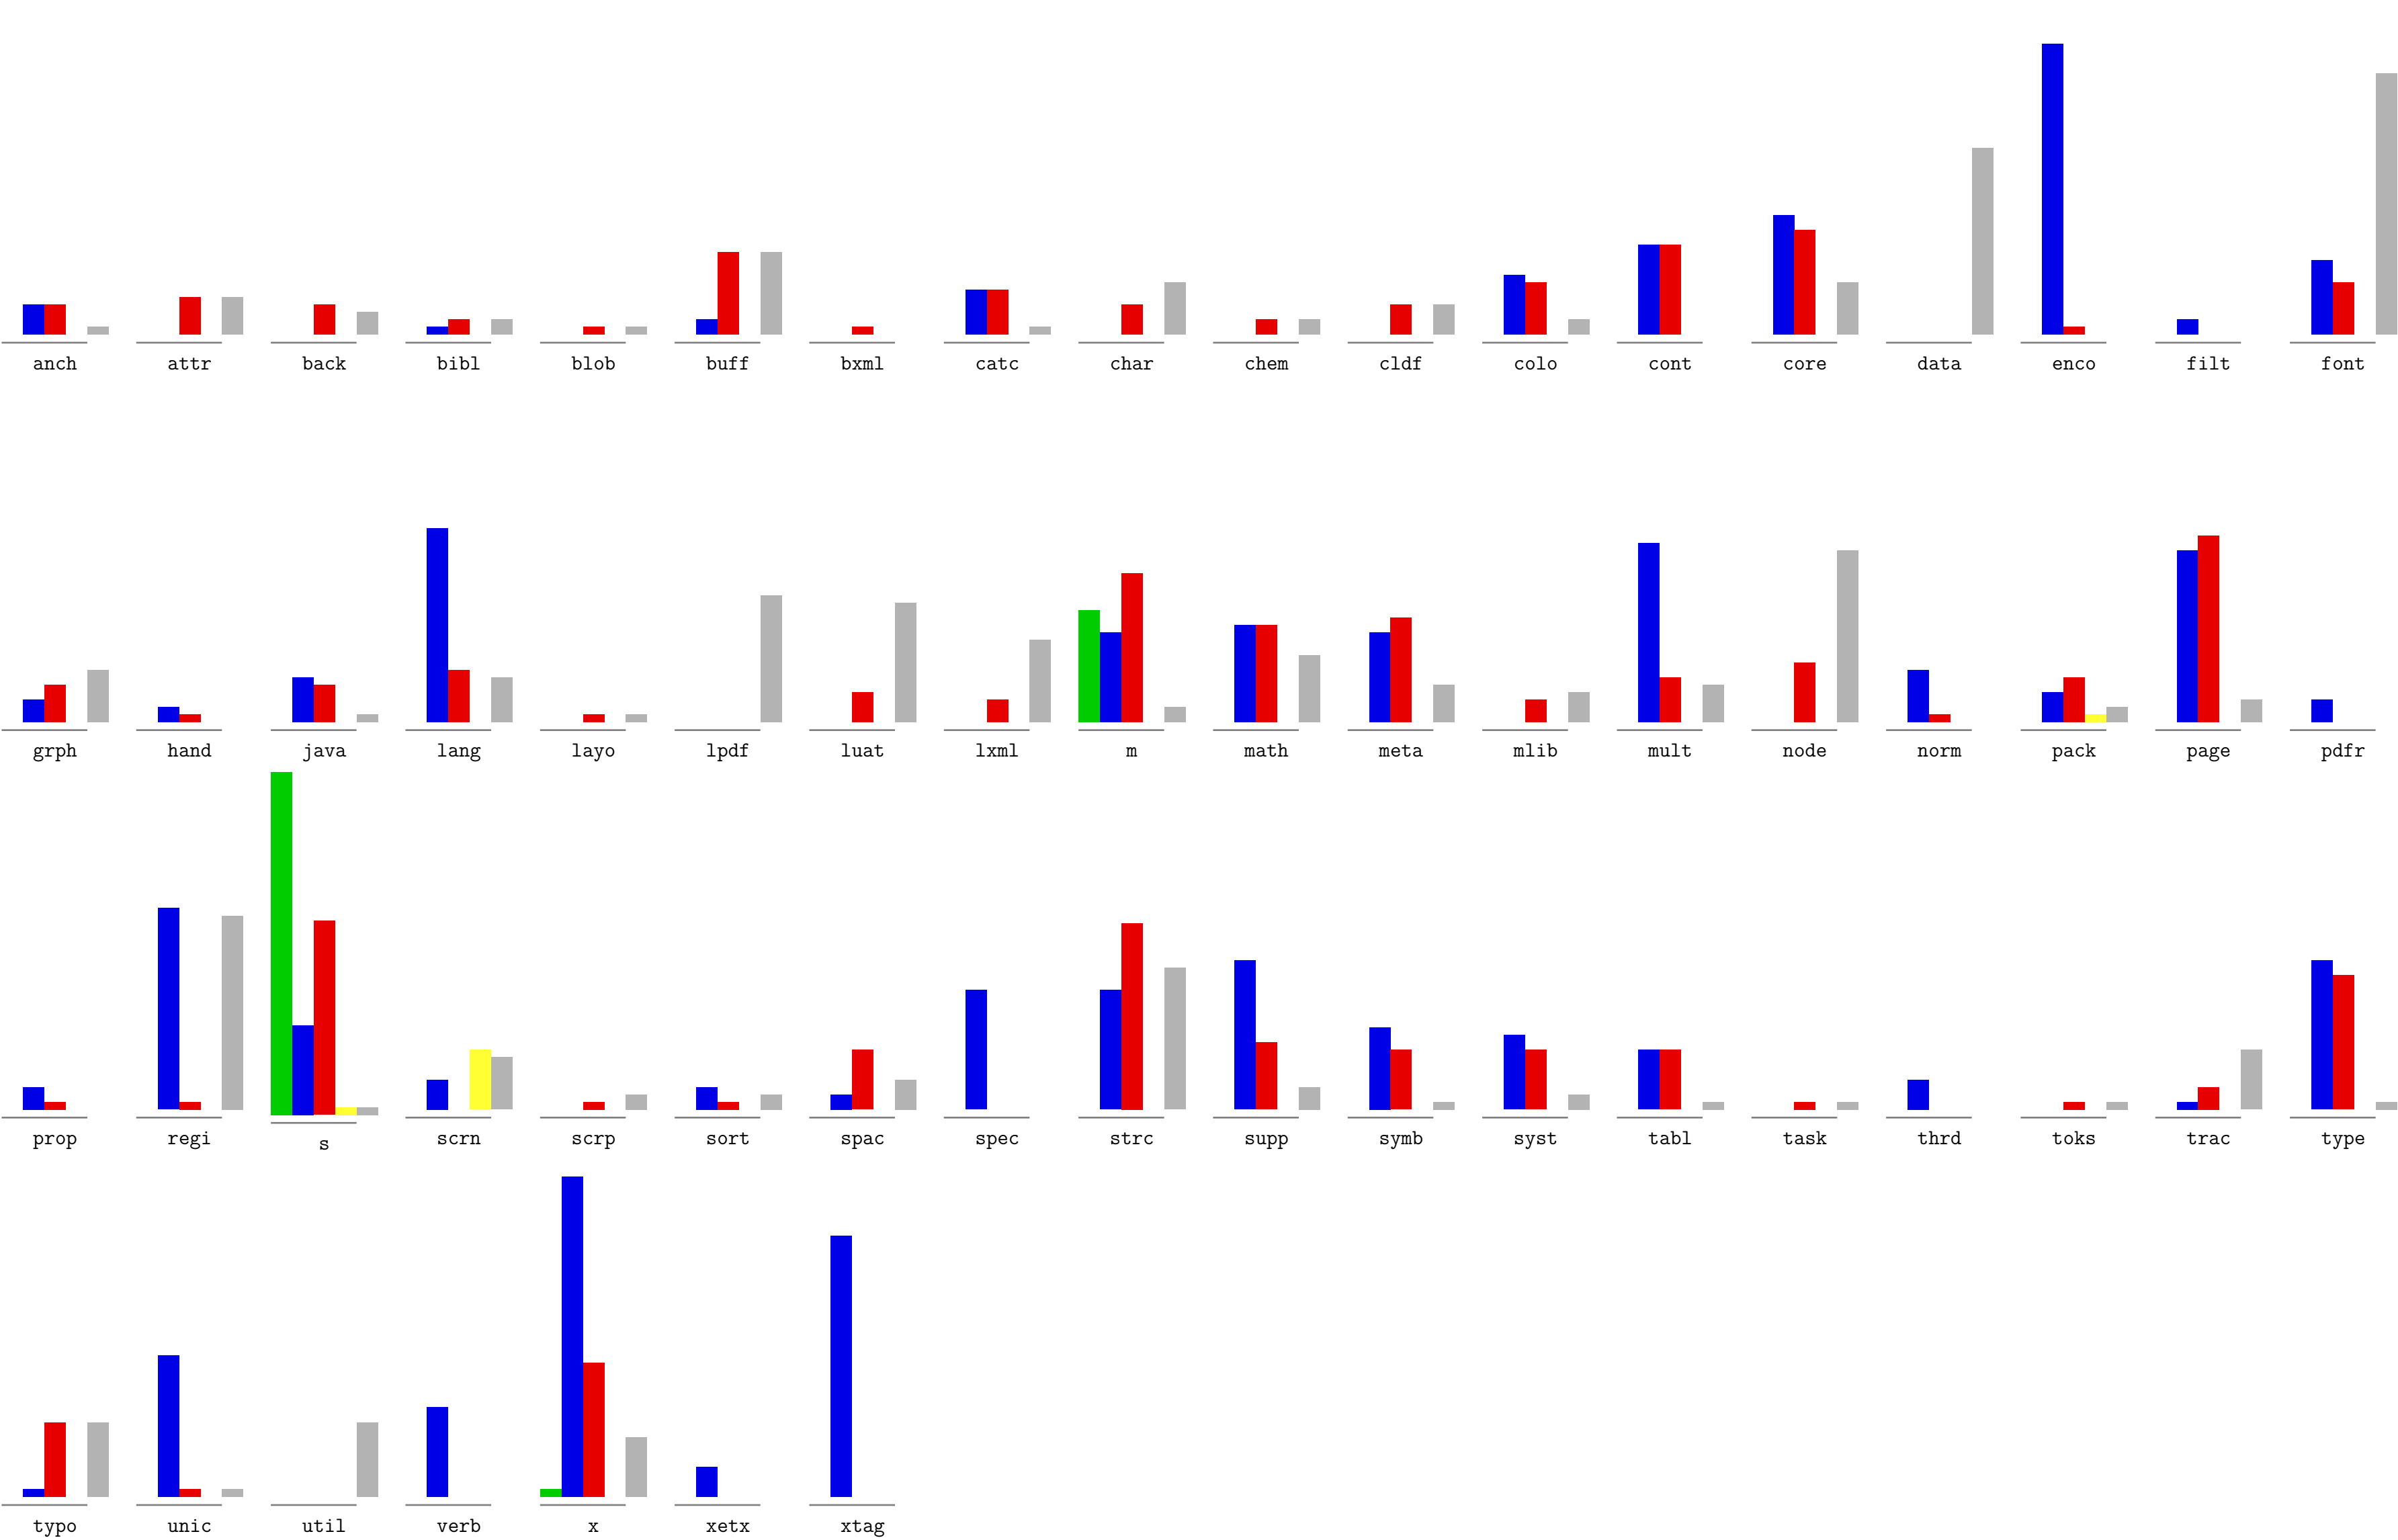 anch attr back bibl blob buff bxml catc char chem cldf colo cont core data enco filt font
grph hand java lang layo lpdf luat lxml m math meta mlib mult node norm pack page pdfr
prop regi s scrn scrp sort spac spec strc supp symb syst tabl task thrd toks trac type
typo unic util verb x xetx xtag